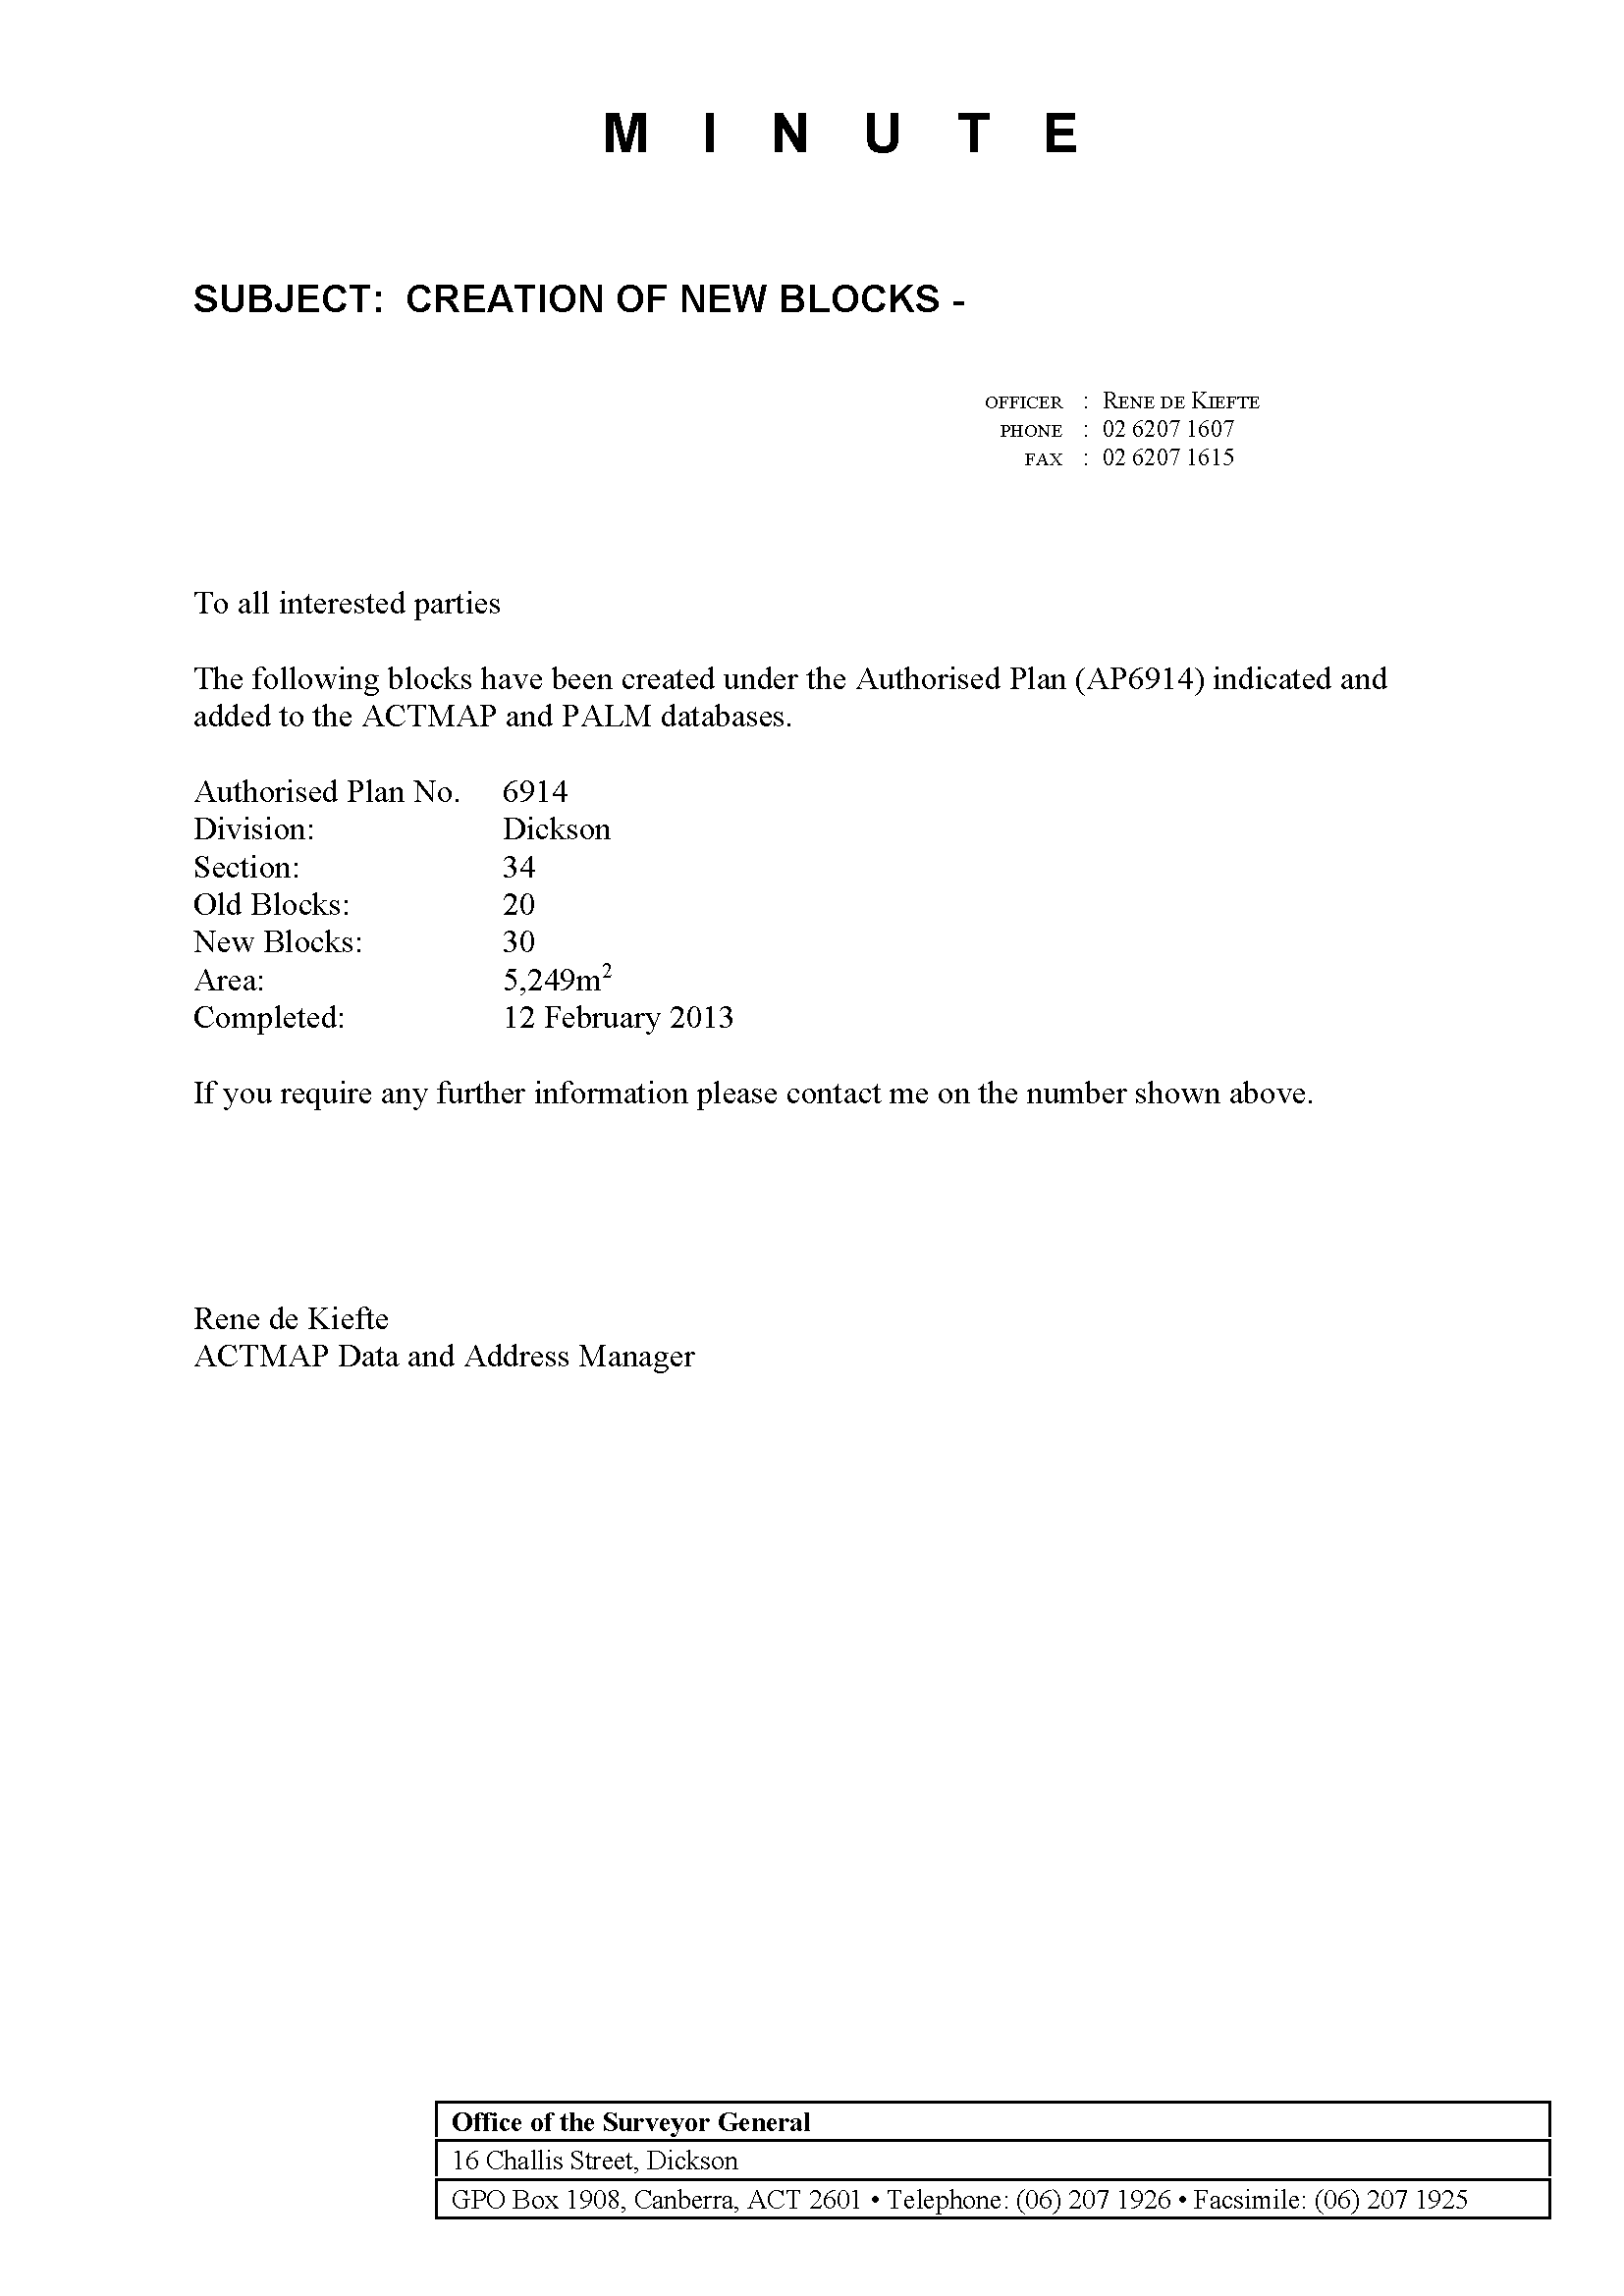 M I N U T E
SUBJECT: CREATION OF NEW BLOCKS -
OFFICER : RENE DE KIEFTE
PHONE : 02 6207 1607
FAX : 02 6207 1615
To all interested parties
The following blocks have been created under the Authorised Plan (AP6914) indicated and
added to the ACTMAP and PALM databases.
Authorised Plan No. 6914
Division: Dickson
Section: 34
Old Blocks: 20
New Blocks: 30
Area: 5,249m²
Completed: 12 February 2013
If you require any further information please contact me on the number shown above.
Rene de Kiefte
ACTMAP Data and Address Manager
Office of the Surveyor General
16 Challis Street, Dickson
GPO Box 1908, Canberra, ACT 2601 • Telephone: (06) 207 1926 • Facsimile: (06) 207 1925